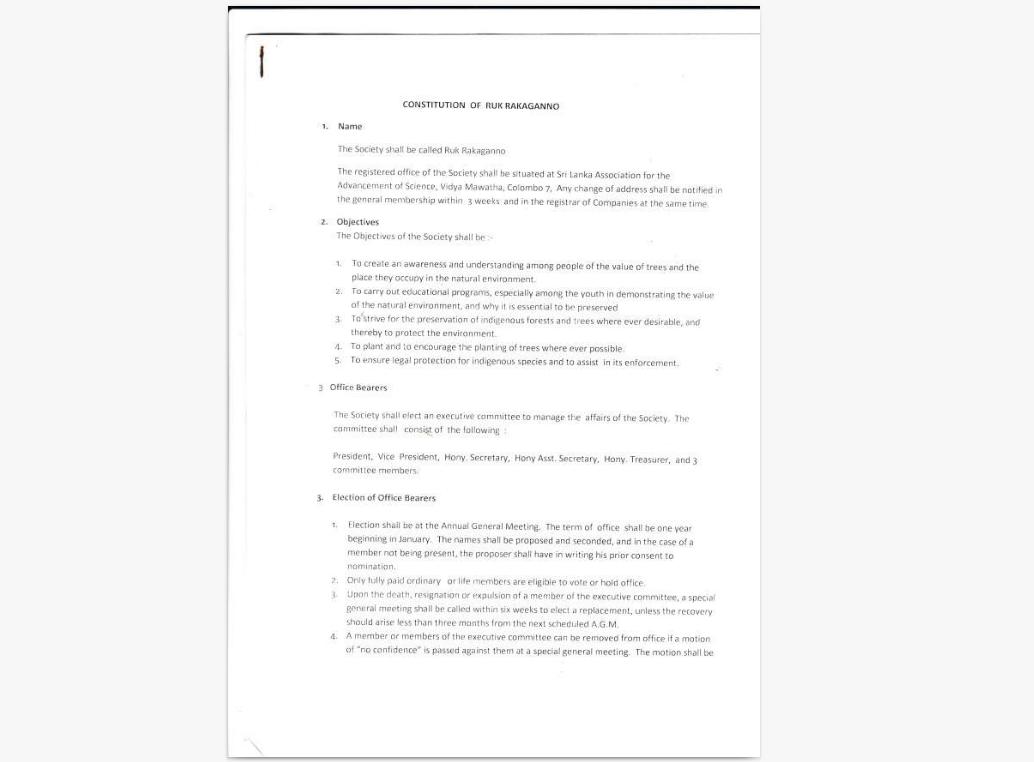 CONSTITUTION OF RUK RAKAGANNO
1. Name
The Society shall be called Ruk Rakaganno
The registered office of the Society shall be situated at Sri Lanka Association for the
Advancement of Science, Vidya Mawatha, Colombo 7, Any change of address shall be notified in
the general membership within 3 weeks and in the registrar of Companies at the same time.
2. Objectives
The Objectives of the Society shall be :-
1. To create an awareness and understanding among people of the value of trees and the
place they occupy in the natural environment.
2. To carry out educational programs, especially among the youth in demonstrating the value
of the natural environment, and why it is essential to be preserved
3. To strive for the preservation of indigenous forests and trees where ever desirable, and
thereby to protect the environment.
4. To plant and to encourage the planting of trees where ever possible.
5. To ensure legal protection for indigenous species and to assist in its enforcement.
3 Office Bearers
The Society shall elect an executive committee to manage the affairs of the Society. The
committee shall consist of the following :
President, Vice President, Hony. Secretary, Hony Asst. Secretary, Hony. Treasurer, and 3
committee members.
3. Election of Office Bearers
1. Election shall be at the Annual General Meeting. The term of office shall be one year
beginning in January. The names shall be proposed and seconded, and in the case of a
member not being present, the proposer shall have in writing his prior consent to
nomination.
2. Only fully paid ordinary or life members are eligible to vote or hold office.
3. Upon the death, resignation or expulsion of a member of the executive committee, a special
general meeting shall be called within six weeks to elect a replacement, unless the recovery
should arise less than three months from the next scheduled A.G.M.
4. A member or members of the executive committee can be removed from office if a motion
of "no confidence" is passed against them at a special general meeting. The motion shall be